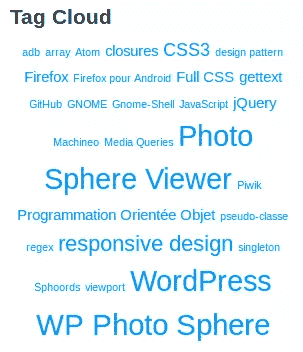 Tag Cloud
adb array Atom closures CSS3 design pattern
Firefox Firefox pour Android Full CSS gettext
GitHub GNOME Gnome-Shell JavaScript jQuery
Machineo Media Queries Photo
Sphere Viewer Piwik
Programmation Orientée Objet pseudo-classe
regex responsive design singleton
Sphoords viewport WordPress
WP Photo Sphere